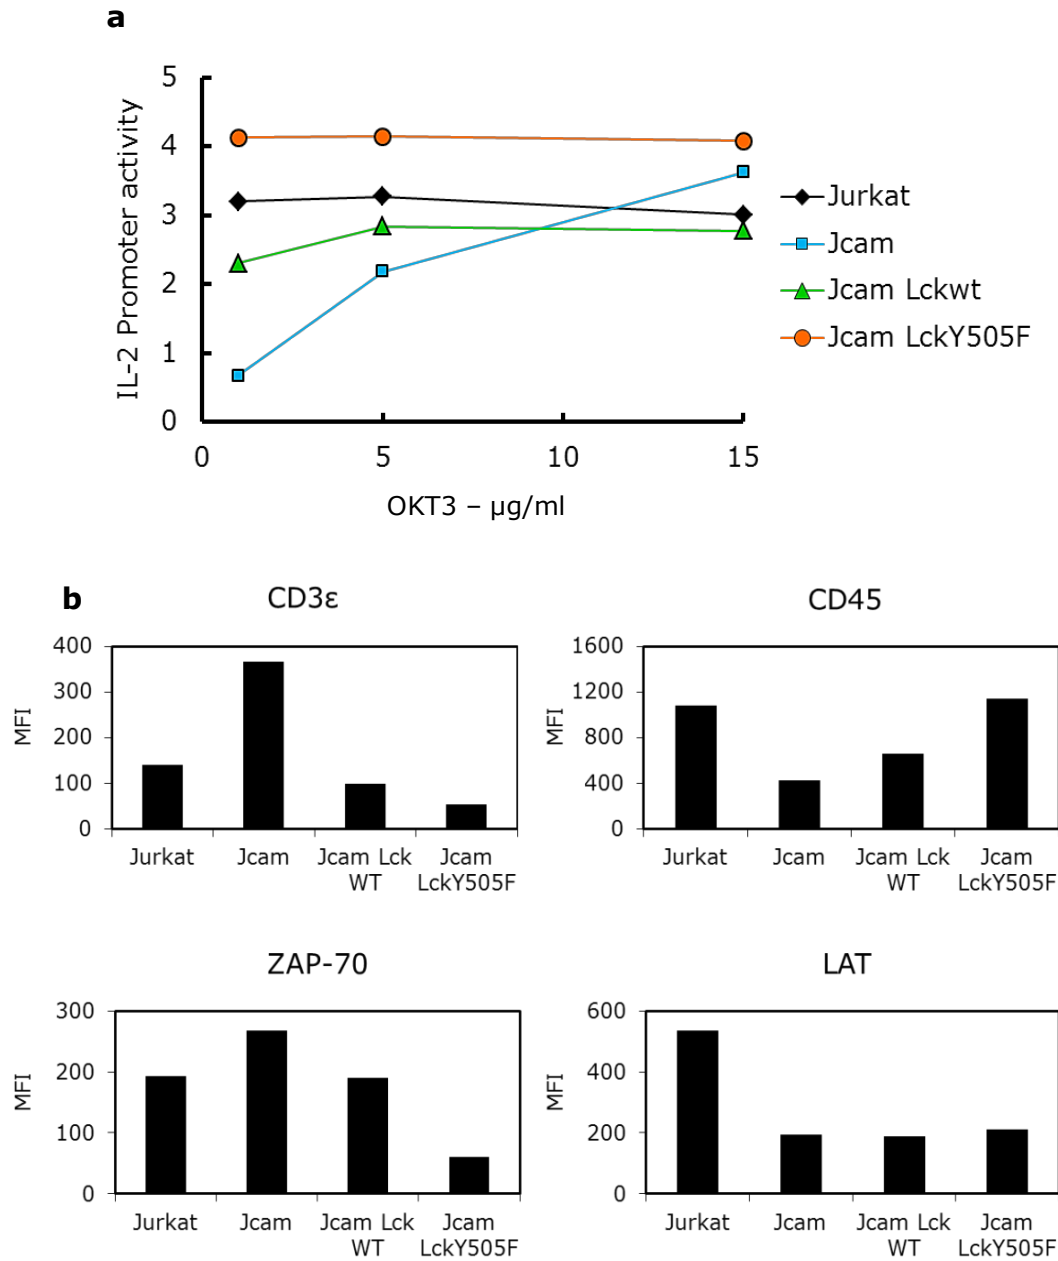 a
IL-2 Promoter activity
5
4
3
2
1
0
0 5 10 15
OKT3 – µg/ml
Jurkat
Jcam
Jcam Lckwt
Jcam LckY505F
b
CD3ε
MFI
400
300
200
100
0
Jurkat Jcam Jcam Lck Jcam
WT LckY505F
CD45
MFI
1600
1200
800
400
0
Jurkat Jcam Jcam Lck Jcam
WT LckY505F
ZAP-70
MFI
300
200
100
0
Jurkat Jcam Jcam Lck Jcam
WT LckY505F
LAT
MFI
600
400
200
0
Jurkat Jcam Jcam Lck Jcam
WT LckY505F